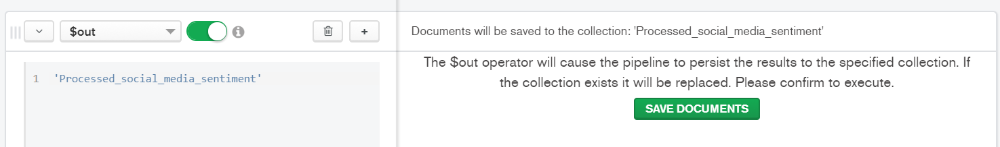 $out
Documents will be saved to the collection: 'Processed_social_media_sentiment'
1 'Processed_social_media_sentiment'
The $out operator will cause the pipeline to persist the results to the specified collection. If
the collection exists it will be replaced. Please confirm to execute.
SAVE DOCUMENTS